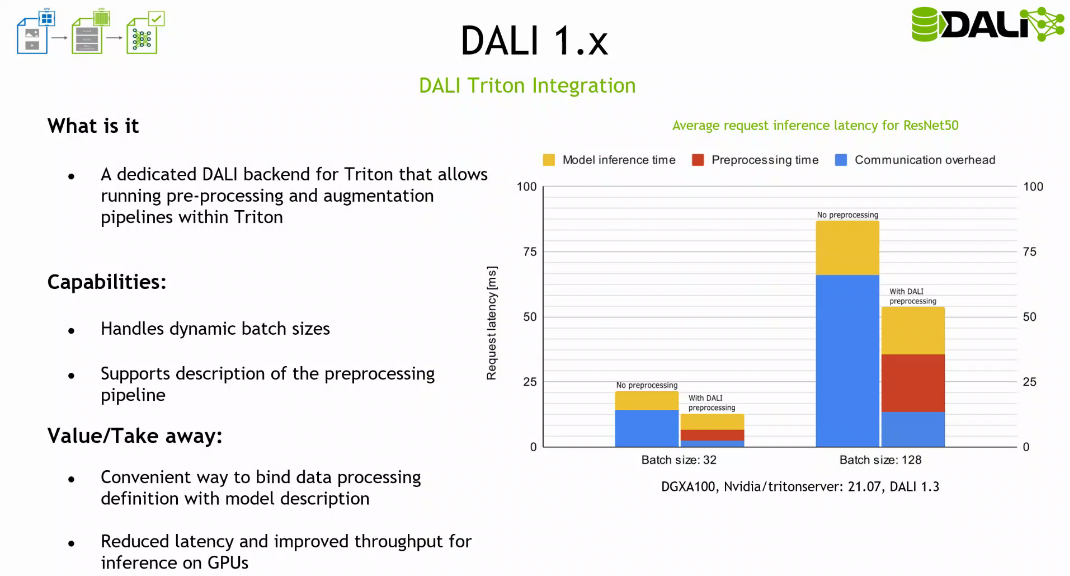 DALI
DALI 1.x
DALI Triton Integration
What is it
A dedicated DALI backend for Triton that allows
running pre-processing and augmentation
pipelines within Triton
Capabilities:
Handles dynamic batch sizes
Supports description of the preprocessing
pipeline
Value/Take away:
Convenient way to bind data processing
definition with model description
Reduced latency and improved throughput for
inference on GPUs
Average request inference latency for ResNet50
Model inference time
Preprocessing time
Communication overhead
Request latency [ms]
100
75
50
25
0
No preprocessing
With DALI
preprocessing
No preprocessing
With DALI
preprocessing
100
75
50
25
0
Batch size: 32
Batch size: 128
DGXA100, Nvidia/tritonserver: 21.07, DALI 1.3